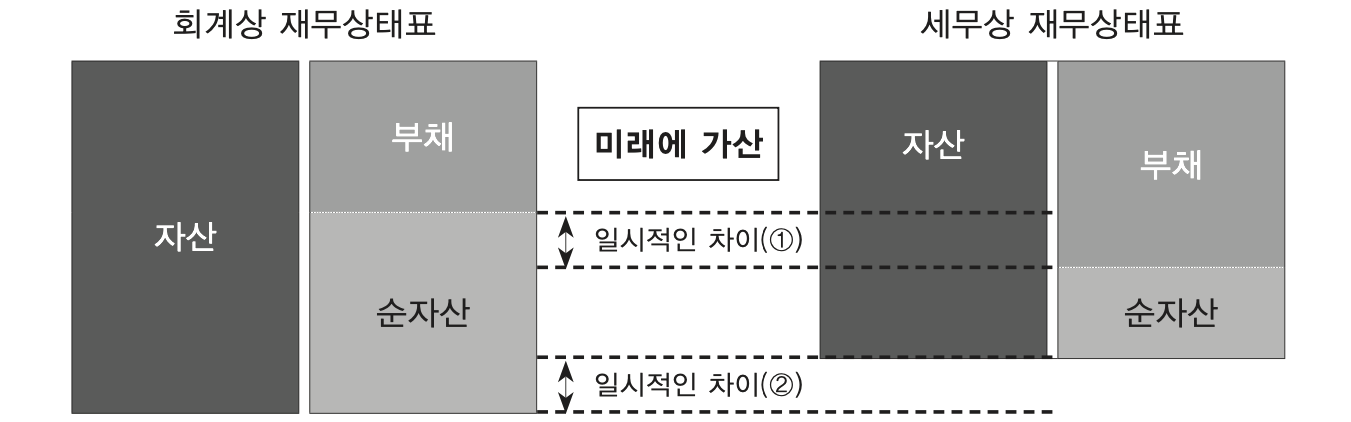 회계상 재무상태표
세무상 재무상태표
자산
부채
순자산
미래에 가산
일시적인 차이(①)
일시적인 차이(②)
자산
부채
순자산